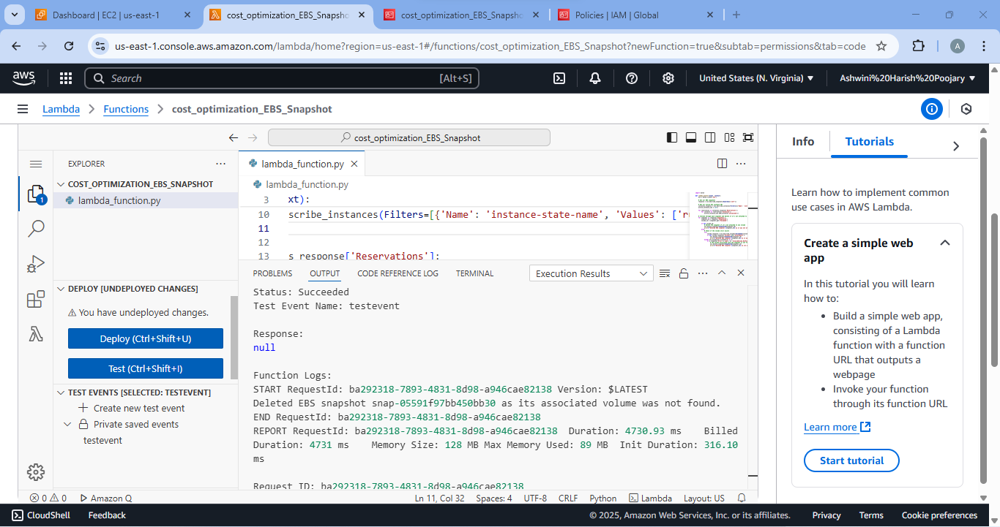 Dashboard | EC2 | us-east-1
cost_optimization_EBS_Snapsho
cost_optimization_EBS_Snapsho
Policies | IAM | Global
us-east-1.console.aws.amazon.com/lambda/home?region=us-east-1#/functions/cost_optimization_EBS_Snapshot?newFunction=true&subtab=permissions&tab=code
A
aws
Search
[Alt+S]
United States (N. Virginia)
Ashwini%20Harish%20Poojary
Lambda
Functions
cost_optimization_EBS_Snapshot
cost_optimization_EBS_Snapshot
EXPLORER
COST_OPTIMIZATION_EBS_SNAPSHOT
1
lambda_function.py
DEPLOY [UNDEPLOYED CHANGES]
You have undeployed changes.
Deploy (Ctrl+Shift+U)
Test (Ctrl+Shift+I)
TEST EVENTS [SELECTED: TESTEVENT]
Create new test event
Private saved events
testevent
lambda_function.py
lambda_function.py
3 xt):
10 scribe_instances(Filters=[{'Name': 'instance-state-name', 'Values': ['r
11
12
13 s_response['Reservations']:
PROBLEMS OUTPUT CODE REFERENCE LOG TERMINAL
Execution Results
Status: Succeeded
Test Event Name: testevent
Response:
null
Function Logs:
START RequestId: ba292318-7893-4831-8d98-a946cae82138 Version: $LATEST
Deleted EBS snapshot snap-05591f97bb450bb30 as its associated volume was not found.
END RequestId: ba292318-7893-4831-8d98-a946cae82138
REPORT RequestId: ba292318-7893-4831-8d98-a946cae82138 Duration: 4730.93 ms Billed
Duration: 4731 ms Memory Size: 128 MB Max Memory Used: 89 MB Init Duration: 316.10
ms
Request ID: ba292318-7893-4831-8d98-a946cae82138
0 0 Amazon Q
Ln 11, Col 32 Spaces: 4 UTF-8 CRLF Python Lambda Layout: US
Info
Tutorials
Learn how to implement common
use cases in AWS Lambda.
Create a simple web
app
In this tutorial you will learn
how to:
• Build a simple web app,
consisting of a Lambda
function with a function
URL that outputs a
webpage
• Invoke your function
through its function URL
Learn more
Start tutorial
CloudShell
Feedback
© 2025, Amazon Web Services, Inc. or its affiliates.
Privacy
Terms
Cookie preferences